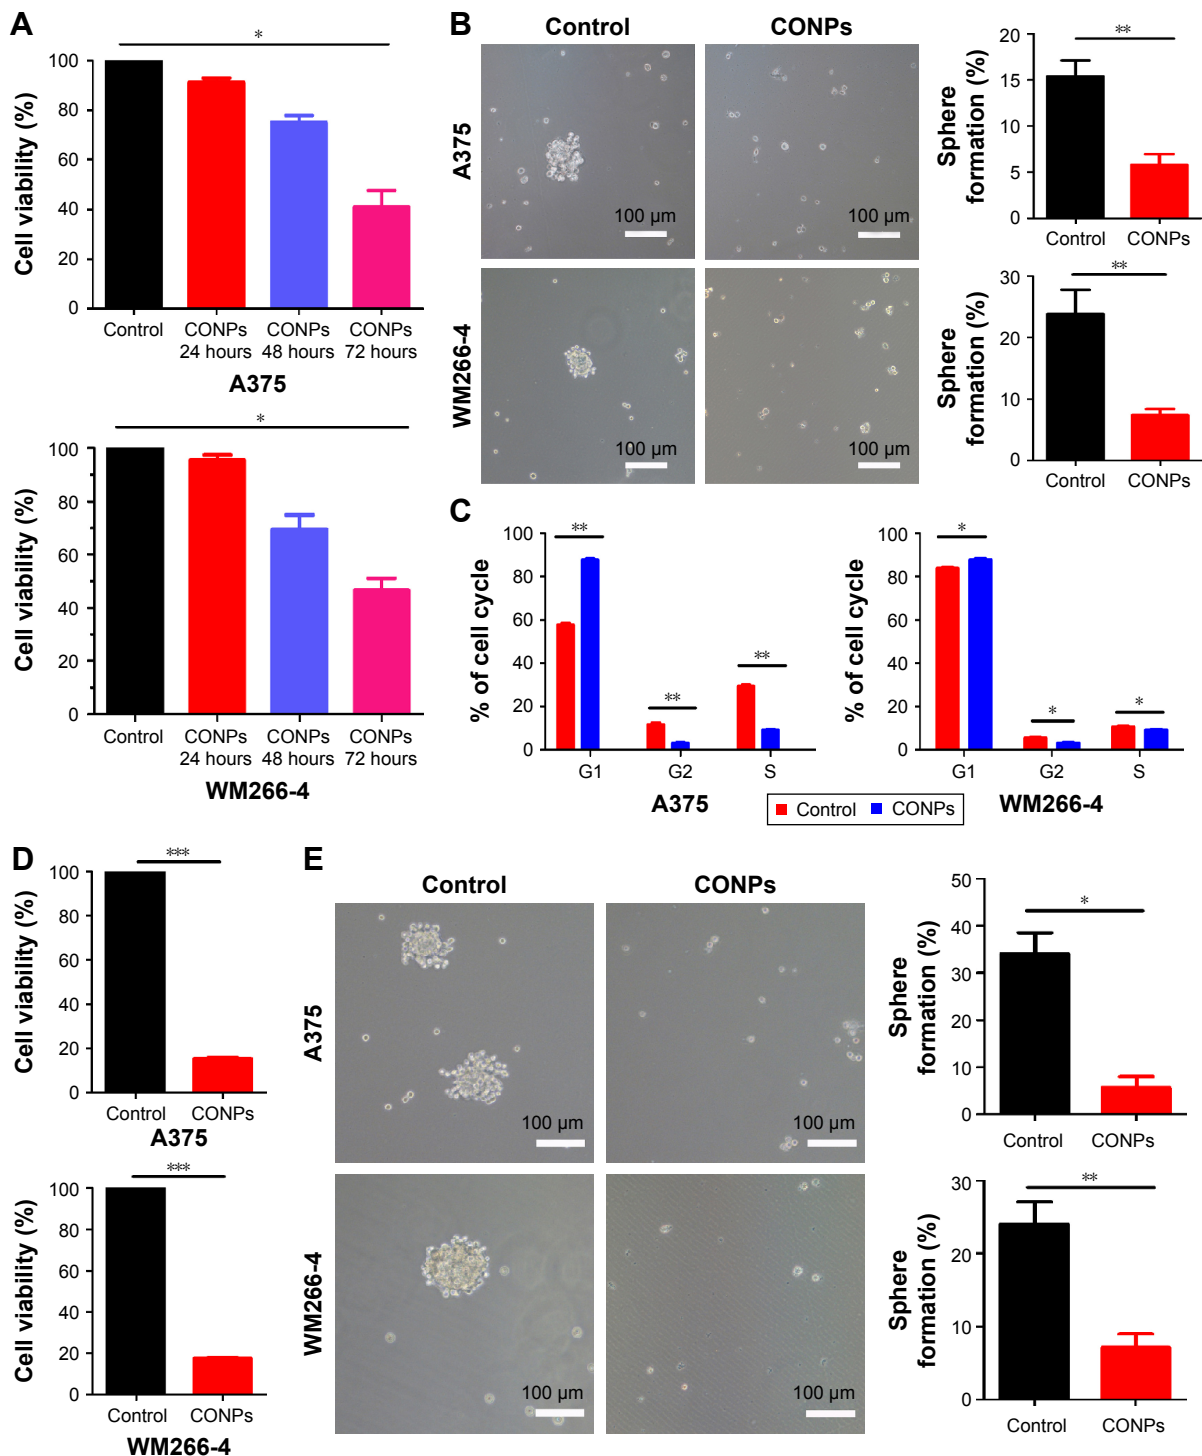 A
*
100
80
60
40
20
0
Cell viability (%)
Control
CONPs
24 hours
CONPs
48 hours
CONPs
72 hours
A375
*
100
80
60
40
20
0
Cell viability (%)
Control
CONPs
24 hours
CONPs
48 hours
CONPs
72 hours
WM266-4
B
Control
CONPs
A375
100 µm
100 µm
WM266-4
100 µm
100 µm
**
20
15
10
5
0
Sphere
formation (%)
Control
CONPs
**
30
20
10
0
Sphere
formation (%)
Control
CONPs
C
100
80
60
40
20
0
% of cell cycle
**
**
**
G1
G2
S
A375
100
80
60
40
20
0
% of cell cycle
*
*
*
G1
G2
S
WM266-4
Control
CONPs
D
***
100
80
60
40
20
0
Cell viability (%)
Control
CONPs
A375
***
100
80
60
40
20
0
Cell viability (%)
Control
CONPs
WM266-4
E
Control
CONPs
A375
100 µm
100 µm
WM266-4
100 µm
100 µm
50
40
30
20
10
0
Sphere
formation (%)
*
Control
CONPs
30
20
10
0
Sphere
formation (%)
**
Control
CONPs